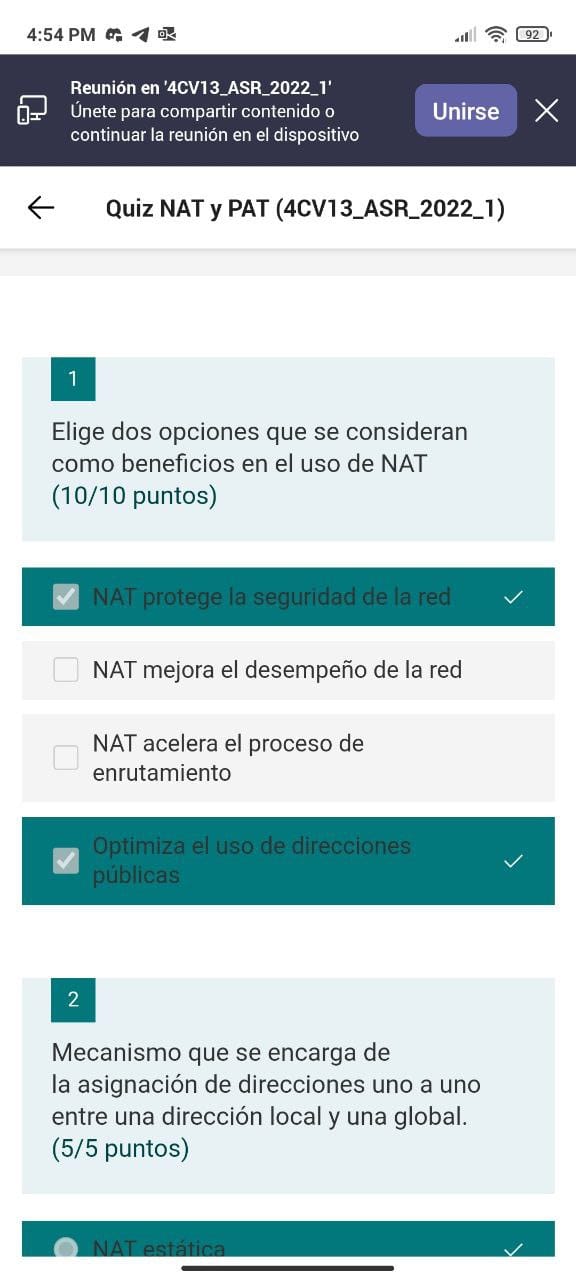 4:54 PM
92
Reunión en '4CV13_ASR_2022_1'
Únete para compartir contenido o
continuar la reunión en el dispositivo
Unirse
Quiz NAT y PAT (4CV13_ASR_2022_1)
1
Elige dos opciones que se consideran
como beneficios en el uso de NAT
(10/10 puntos)
NAT protege la seguridad de la red
NAT mejora el desempeño de la red
NAT acelera el proceso de
enrutamiento
Optimiza el uso de direcciones
públicas
2
Mecanismo que se encarga de
la asignación de direcciones uno a uno
entre una dirección local y una global.
(5/5 puntos)
NAT estática